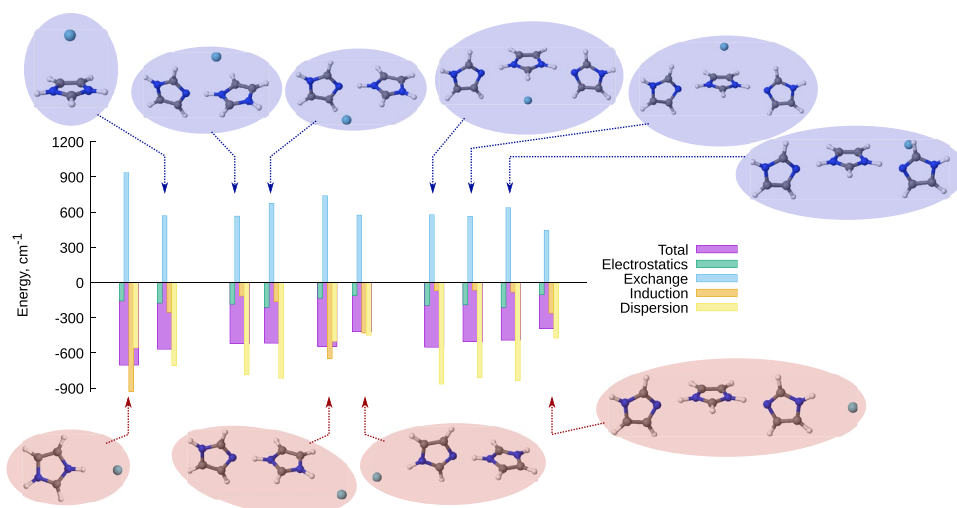 1200
900
600
300
0
-300
-600
-900
Energy, cm-1
Total
Electrostatics
Exchange
Induction
Dispersion